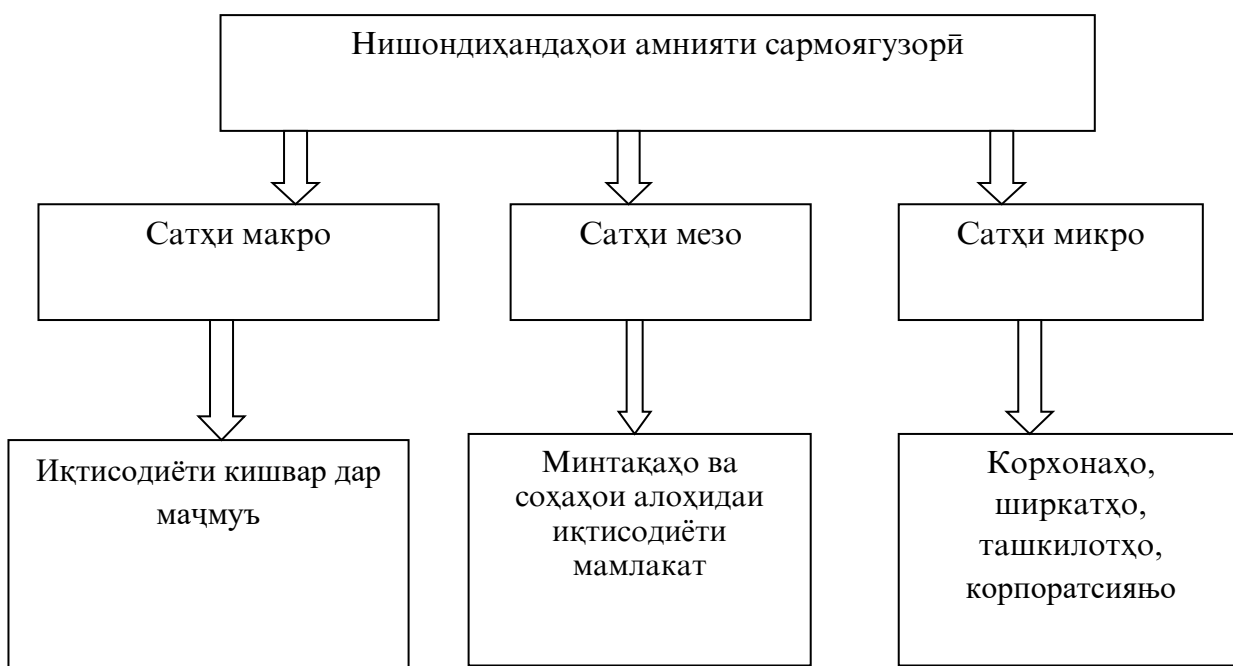 Нишондиҳандаҳои амнияти сармоягузорӣ
Сатҳи макро
Сатҳи мезо
Сатҳи микро
Иқтисодиёти кишвар дар
маҷмуъ
Минтақаҳо ва
соҳаҳои алоҳидаи
иқтисодиёти
мамлакат
Корхонаҳо,
ширкатҳо,
ташкилотҳо,
корпоратсияњо